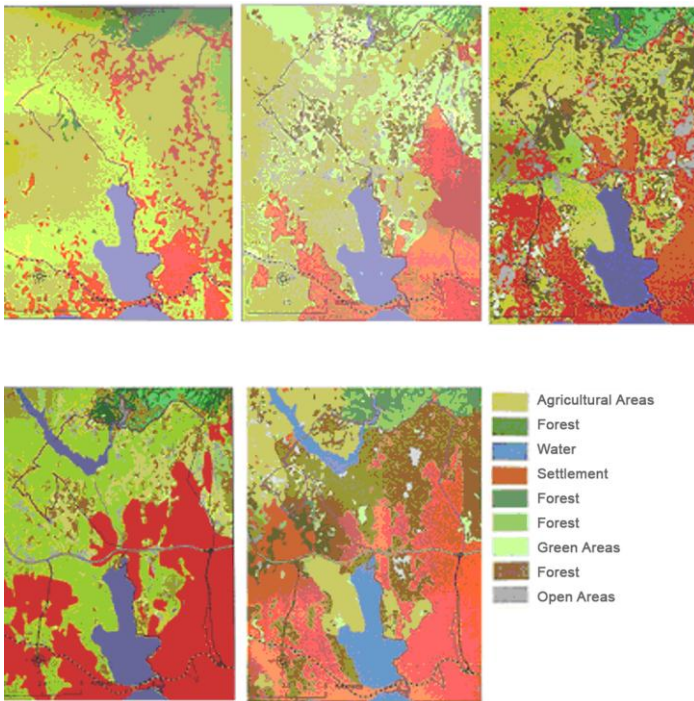 Agricultural Areas
Forest
Water
Settlement
Forest
Forest
Green Areas
Forest
Open Areas